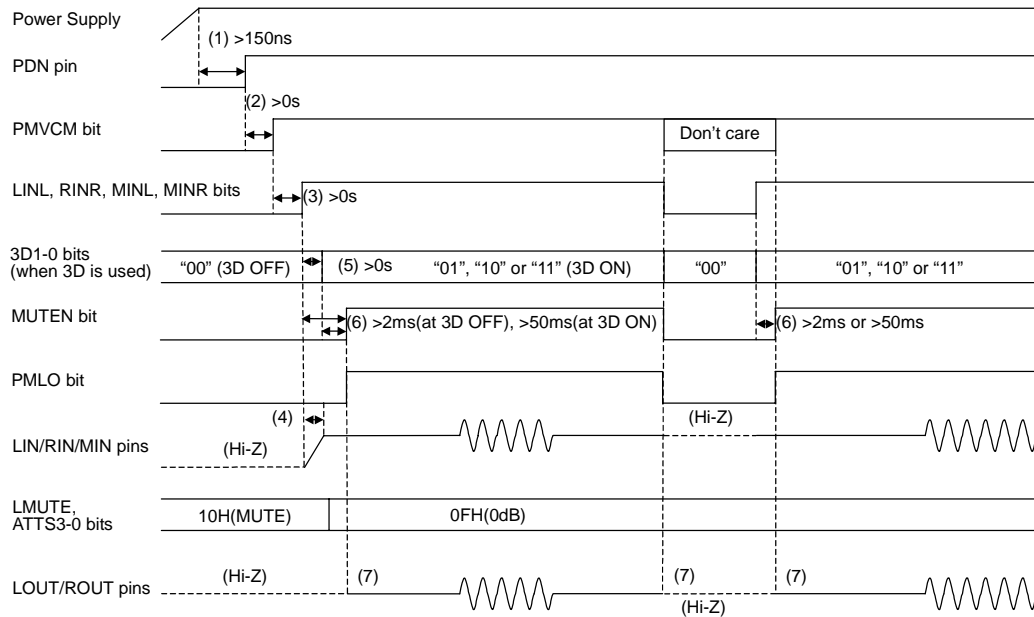 Power Supply
(1) >150ns
PDN pin
(2) >0s
PMVCM bit
Don't care
LINL, RINR, MINL, MINR bits
(3) >0s
3D1-0 bits
(when 3D is used)
“00” (3D OFF)
(5) >0s
“01”, “10” or “11” (3D ON)
“00”
“01”, “10” or “11”
MUTEN bit
(6) >2ms(at 3D OFF), >50ms(at 3D ON)
(6) >2ms or >50ms
PMLO bit
(4)
(Hi-Z)
LIN/RIN/MIN pins
(Hi-Z)
LMUTE,
ATTS3-0 bits
10H(MUTE)
0FH(0dB)
LOUT/ROUT pins
(Hi-Z)
(7)
(7)
(Hi-Z)
(7)